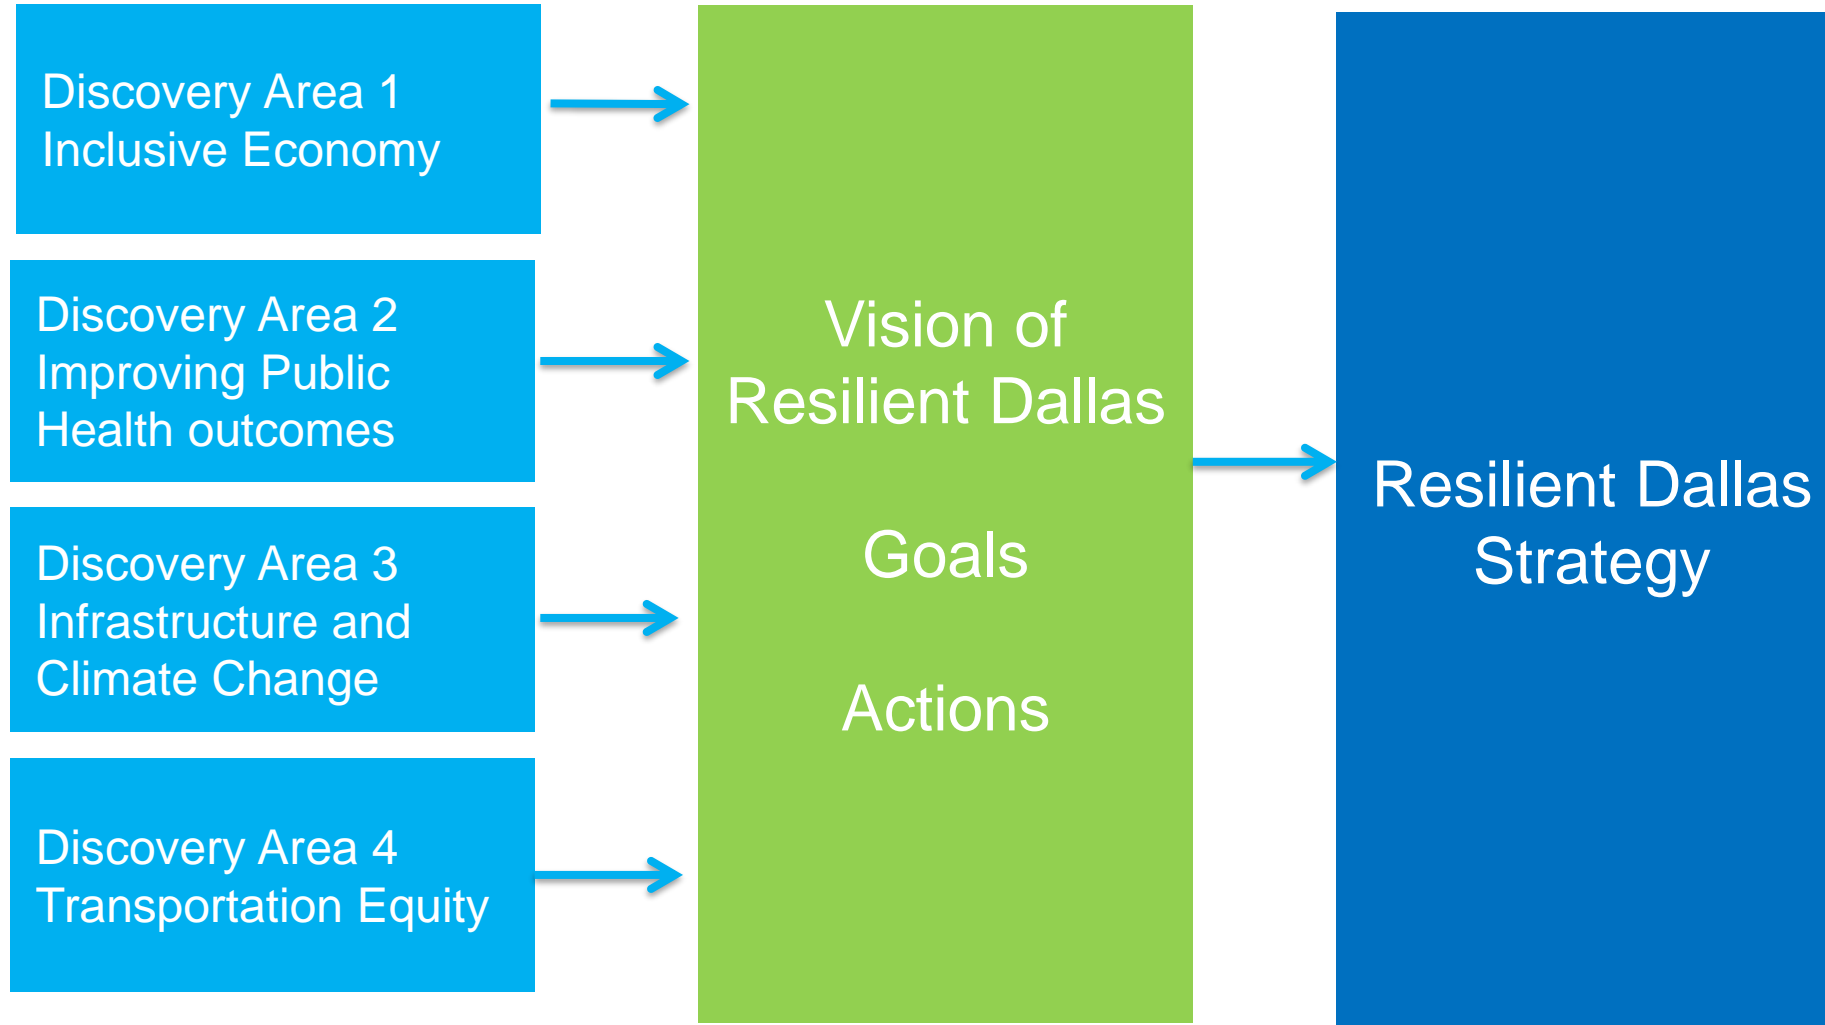 Discovery Area 1
Inclusive Economy
Discovery Area 2
Improving Public
Health outcomes
Discovery Area 3
Infrastructure and
Climate Change
Discovery Area 4
Transportation Equity
Vision of
Resilient Dallas
Goals
Actions
Resilient Dallas
Strategy